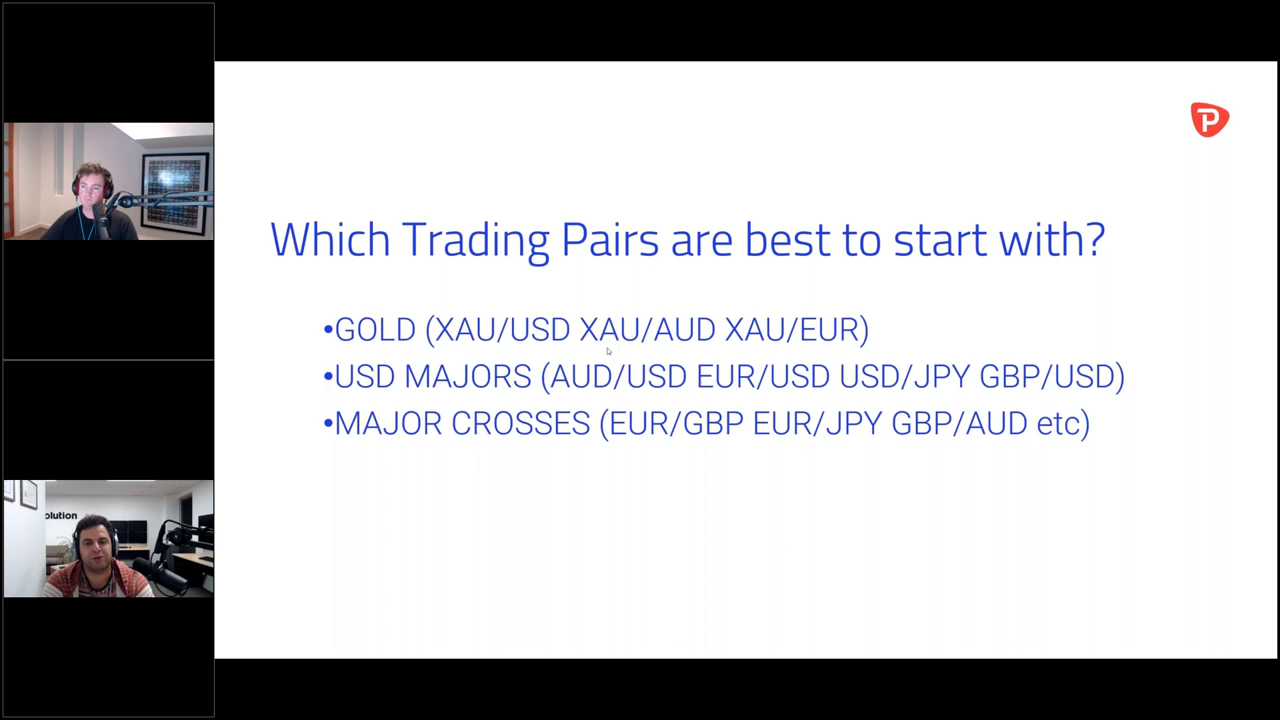 Which Trading Pairs are best to start with?
•GOLD (XAU/USD XAU/AUD XAU/EUR)
•USD MAJORS (AUD/USD EUR/USD USD/JPY GBP/USD)
•MAJOR CROSSES (EUR/GBP EUR/JPY GBP/AUD etc)
olution